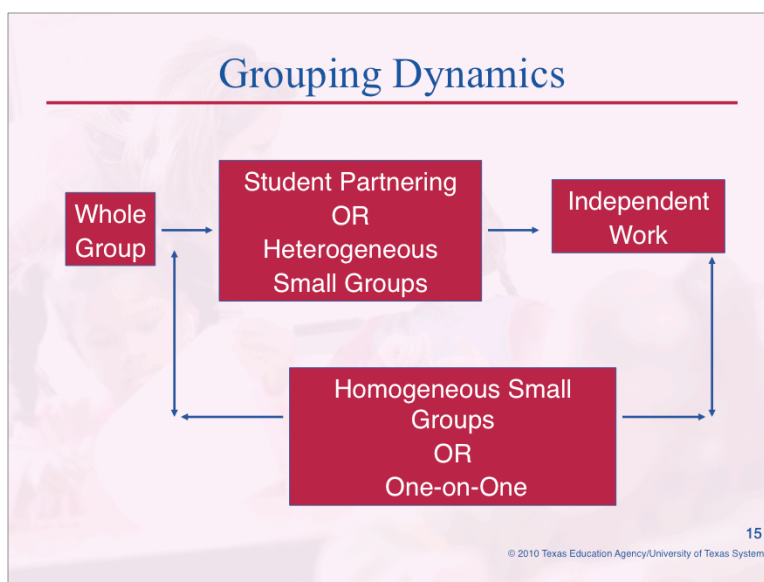 Grouping Dynamics
Whole
Group
Student Partnering
OR
Heterogeneous
Small Groups
Independent
Work
Homogeneous Small
Groups
OR
One-on-One
15
© 2010 Texas Education Agency/University of Texas System